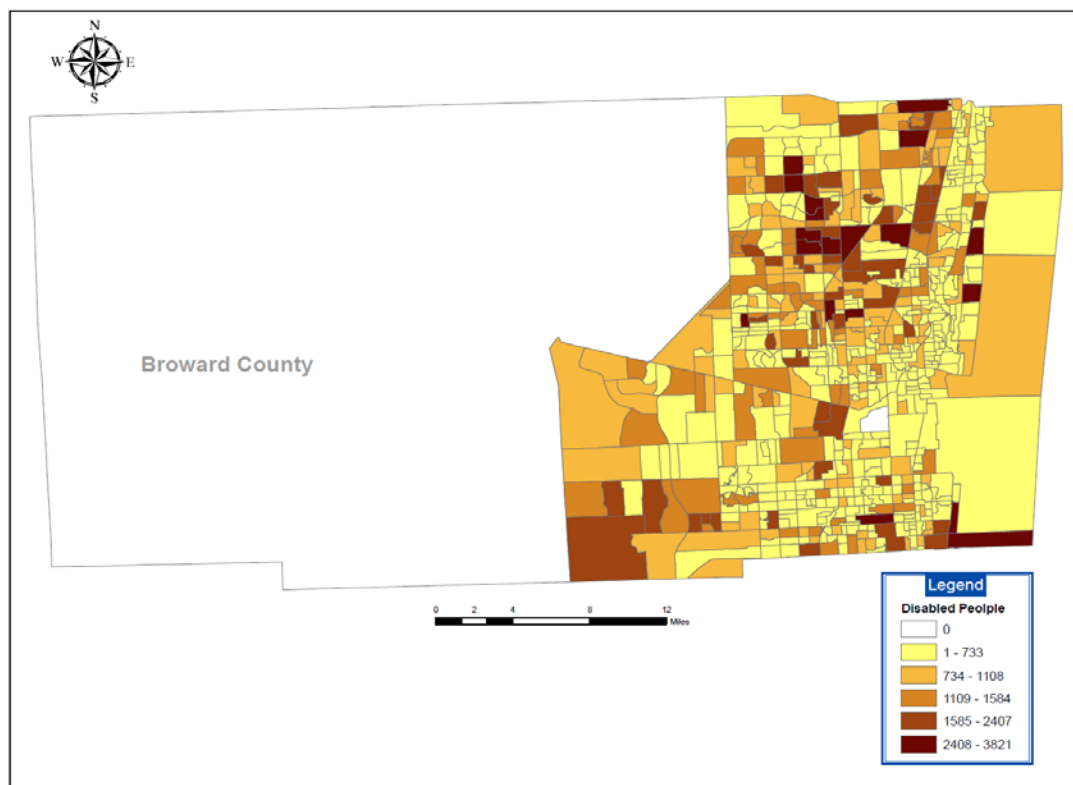 N
W E
S
Broward County
0 2 4 8 12
Miles
Legend
Disabled Peolple
0
1 - 733
734 - 1108
1109 - 1584
1585 - 2407
2408 - 3821